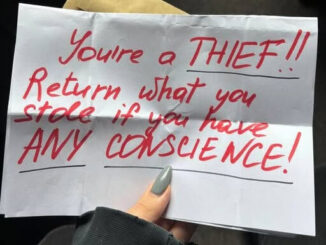 You're a THIEF!!
Return what you
stole if you have
ANY CONSCIENCE!